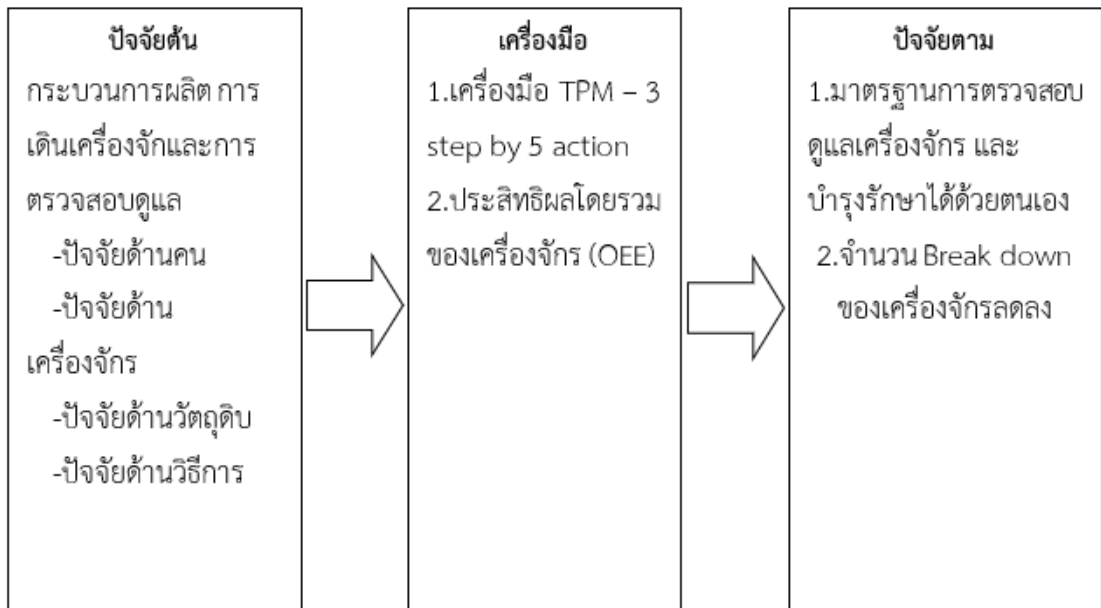 ปัจจัยต้น
กระบวนการผลิต การ
เดินเครื่องจักและการ
ตรวจสอบดูแล
-ปัจจัยด้านคน
-ปัจจัยด้าน
เครื่องจักร
-ปัจจัยด้านวัตถุดิบ
-ปัจจัยด้านวิธีการ
เครื่องมือ
1.เครื่องมือ TPM – 3
step by 5 action
2.ประสิทธิผลโดยรวม
ของเครื่องจักร (OEE)
ปัจจัยตาม
1.มาตรฐานการตรวจสอบ
ดูแลเครื่องจักร และ
บำรุงรักษาได้ด้วยตนเอง
2.จำนวน Break down
ของเครื่องจักรลดลง